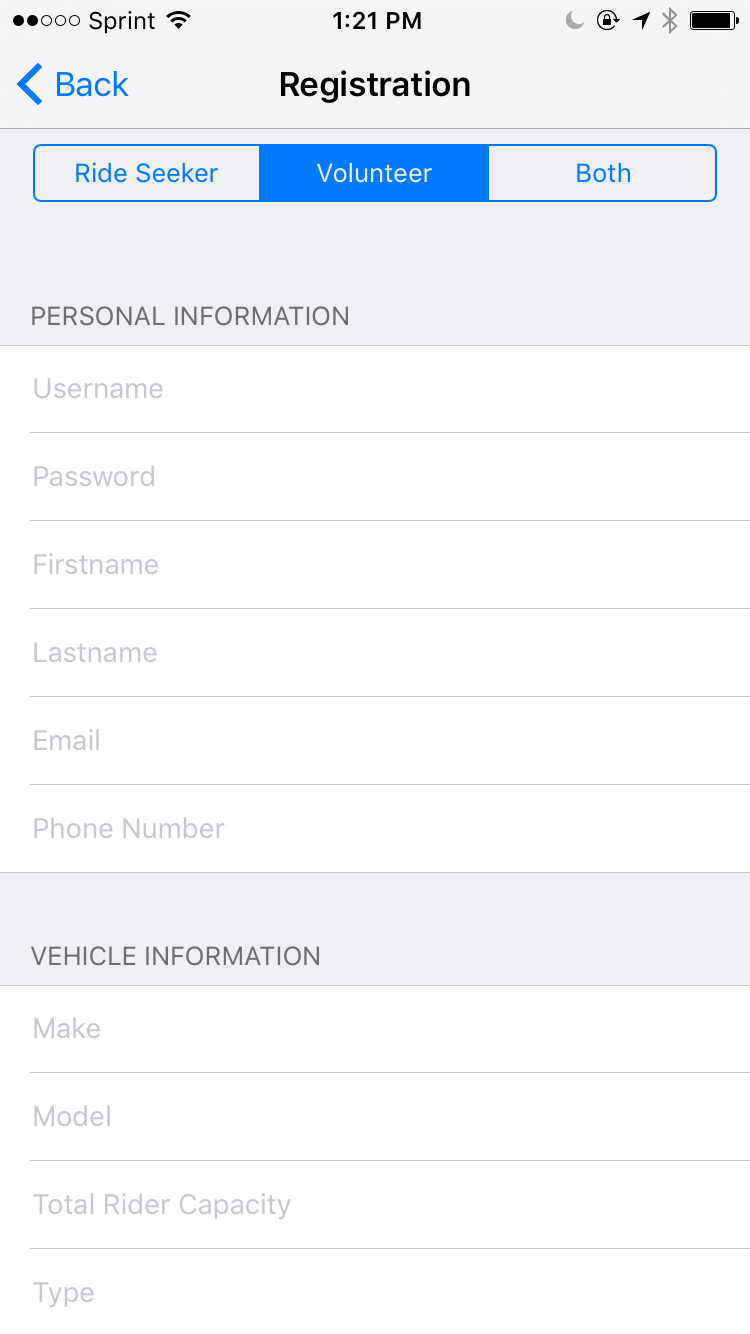 Sprint 1:21 PM
Back Registration
Ride Seeker Volunteer Both
PERSONAL INFORMATION
Username
Password
Firstname
Lastname
Email
Phone Number
VEHICLE INFORMATION
Make
Model
Total Rider Capacity
Type